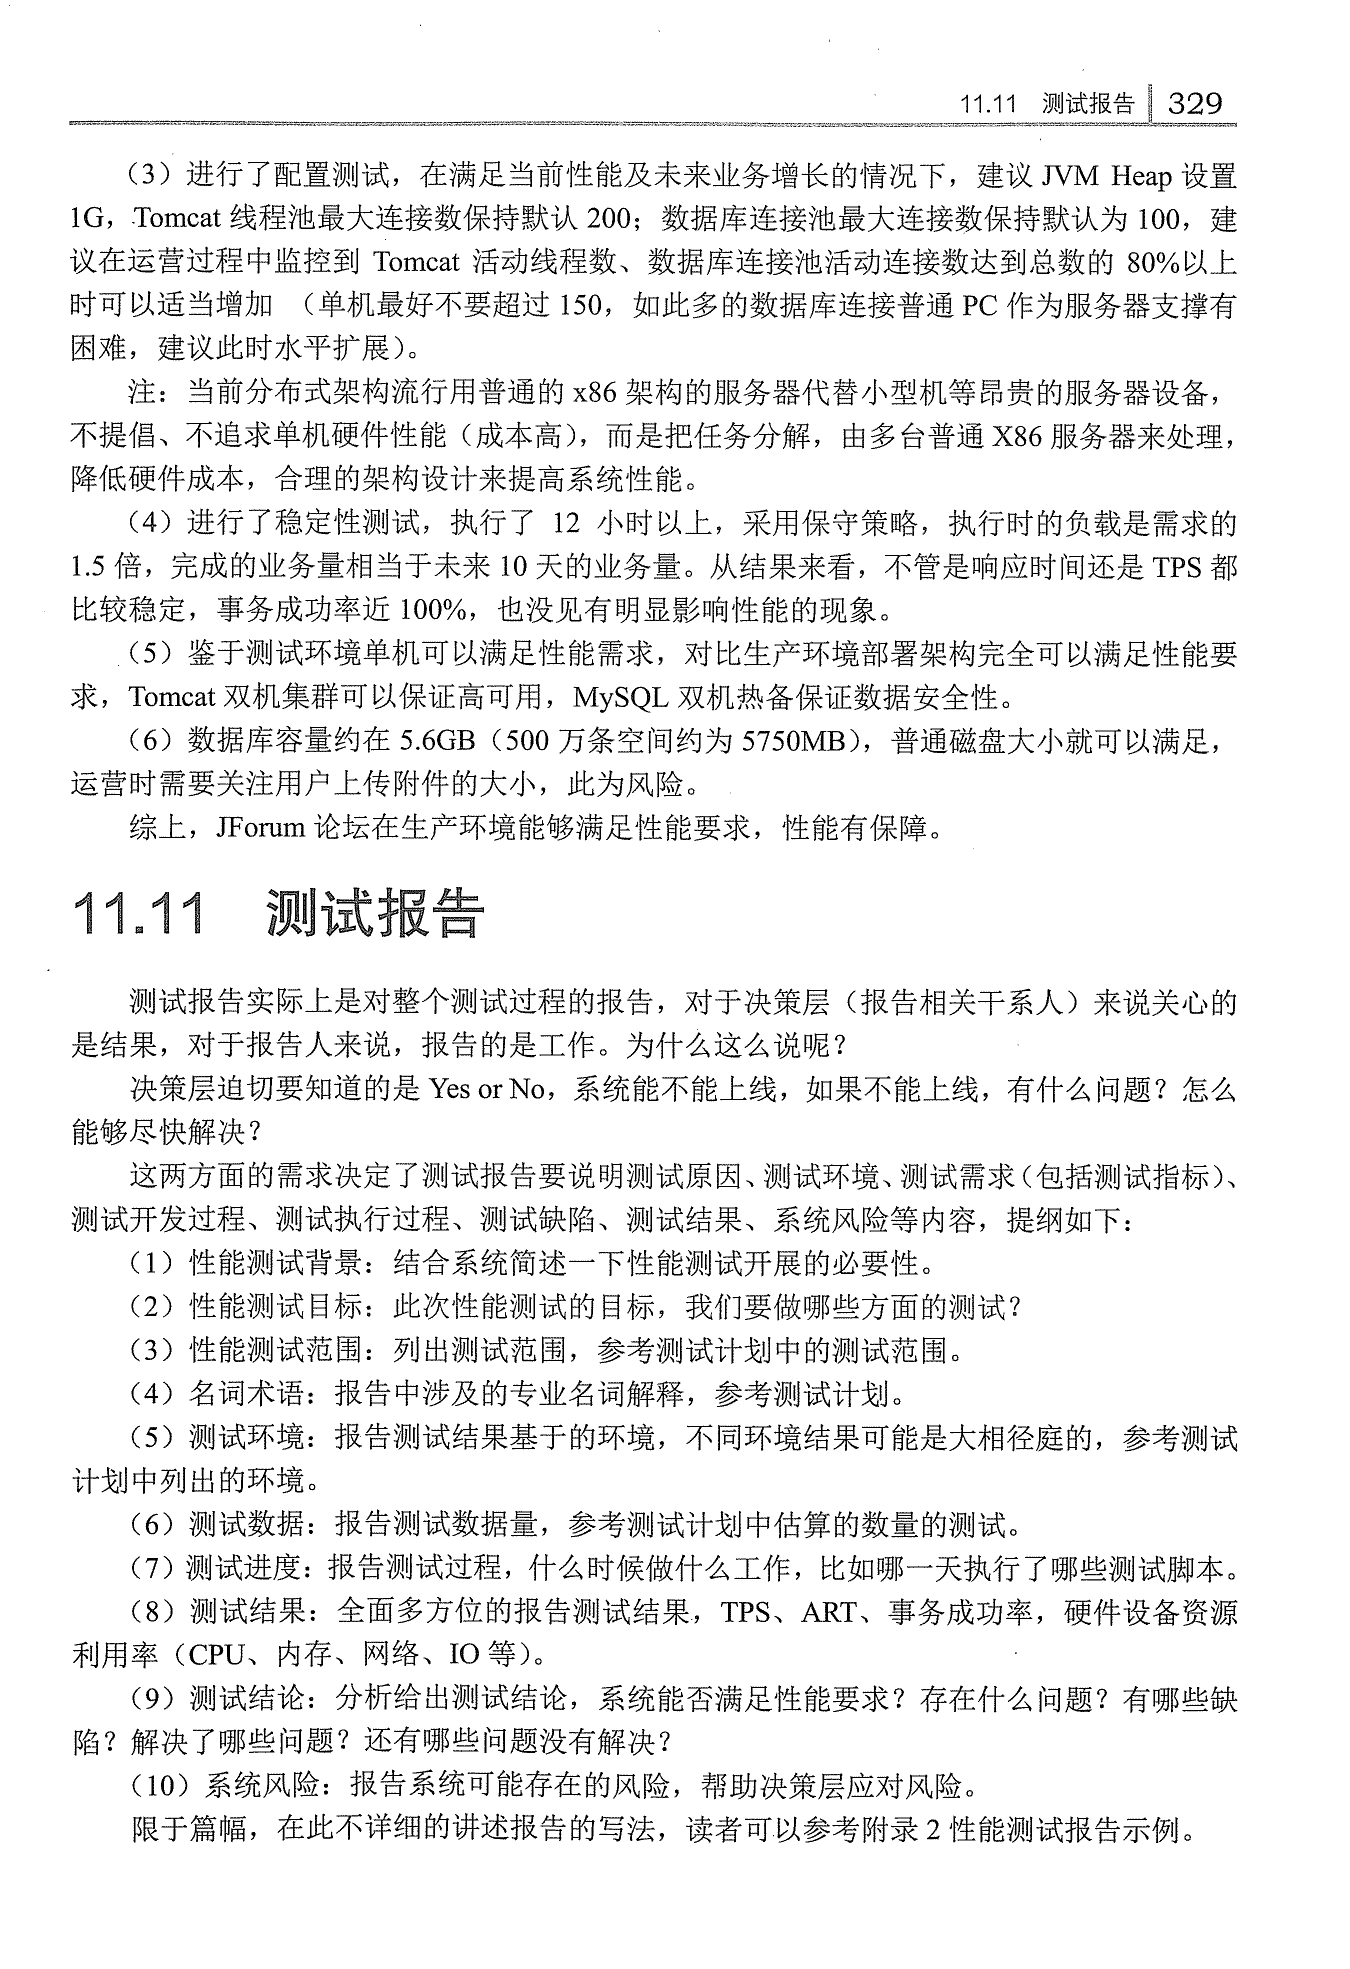 11.11 测试报告 329
（3）进行了配置测试，在满足当前性能及未来业务增长的情况下，建议 JVM Heap 设置
1G，Tomcat 线程池最大连接数保持默认 200；数据库连接池最大连接数保持默认为 100，建
议在运营过程中监控到 Tomcat 活动线程数、数据库连接池活动连接数达到总数的 80%以上
时可以适当增加 （单机最好不要超过 150，如此多的数据库连接普通 PC 作为服务器支撑有
困难，建议此时水平扩展）。
注：当前分布式架构流行用普通的 x86 架构的服务器代替小型机等昂贵的服务器设备，
不提倡、不追求单机硬件性能（成本高），而是把任务分解，由多台普通 X86 服务器来处理，
降低硬件成本，合理的架构设计来提高系统性能。
（4）进行了稳定性测试，执行了 12 小时以上，采用保守策略，执行时的负载是需求的
1.5 倍，完成的业务量相当于未来 10 天的业务量。从结果来看，不管是响应时间还是 TPS 都
比较稳定，事务成功率近 100%，也没见有明显影响性能的现象。
（5）鉴于测试环境单机可以满足性能需求，对比生产环境部署架构完全可以满足性能要
求，Tomcat 双机集群可以保证高可用，MySQL 双机热备保证数据安全性。
（6）数据库容量约在 5.6GB（500 万条空间约为 5750MB），普通磁盘大小就可以满足，
运营时需要关注用户上传附件的大小，此为风险。
综上，JForum 论坛在生产环境能够满足性能要求，性能有保障。
11.11 测试报告
测试报告实际上是对整个测试过程的报告，对于决策层（报告相关干系人）来说关心的
是结果，对于报告人来说，报告的是工作。为什么这么说呢？
决策层迫切要知道的是 Yes or No，系统能不能上线，如果不能上线，有什么问题？怎么
能够尽快解决？
这两方面的需求决定了测试报告要说明测试原因、测试环境、测试需求（包括测试指标）、
测试开发过程、测试执行过程、测试缺陷、测试结果、系统风险等内容，提纲如下：
（1）性能测试背景：结合系统简述一下性能测试开展的必要性。
（2）性能测试目标：此次性能测试的目标，我们要做哪些方面的测试？
（3）性能测试范围：列出测试范围，参考测试计划中的测试范围。
（4）名词术语：报告中涉及的专业名词解释，参考测试计划。
（5）测试环境：报告测试结果基于的环境，不同环境结果可能是大相径庭的，参考测试
计划中列出的环境。
（6）测试数据：报告测试数据量，参考测试计划中估算的数量的测试。
（7）测试进度：报告测试过程，什么时候做什么工作，比如哪一天执行了哪些测试脚本。
（8）测试结果：全面多方位的报告测试结果，TPS、ART、事务成功率，硬件设备资源
利用率（CPU、内存、网络、IO 等）。
（9）测试结论：分析给出测试结论，系统能否满足性能要求？存在什么问题？有哪些缺
陷？解决了哪些问题？还有哪些问题没有解决？
（10）系统风险：报告系统可能存在的风险，帮助决策层应对风险。
限于篇幅，在此不详细的讲述报告的写法，读者可以参考附录 2 性能测试报告示例。